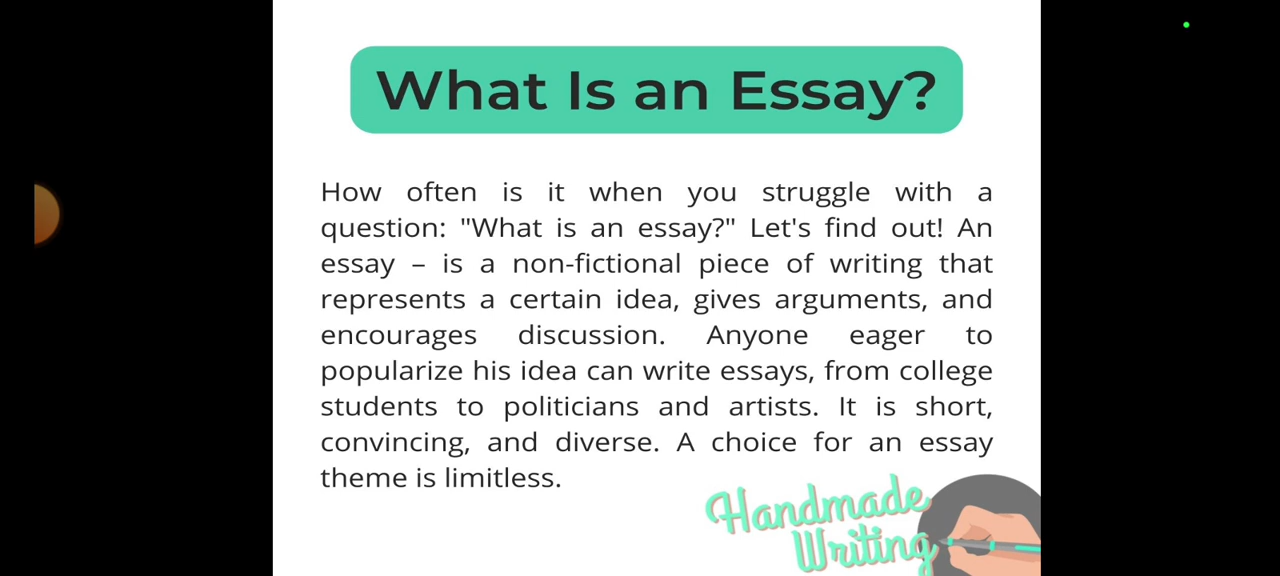 What Is an Essay?
How often is it when you struggle with a
question: "What is an essay?" Let's find out! An
essay – is a non-fictional piece of writing that
represents a certain idea, gives arguments, and
encourages discussion. Anyone eager to
popularize his idea can write essays, from college
students to politicians and artists. It is short,
convincing, and diverse. A choice for an essay
theme is limitless.
Handmade
Writing